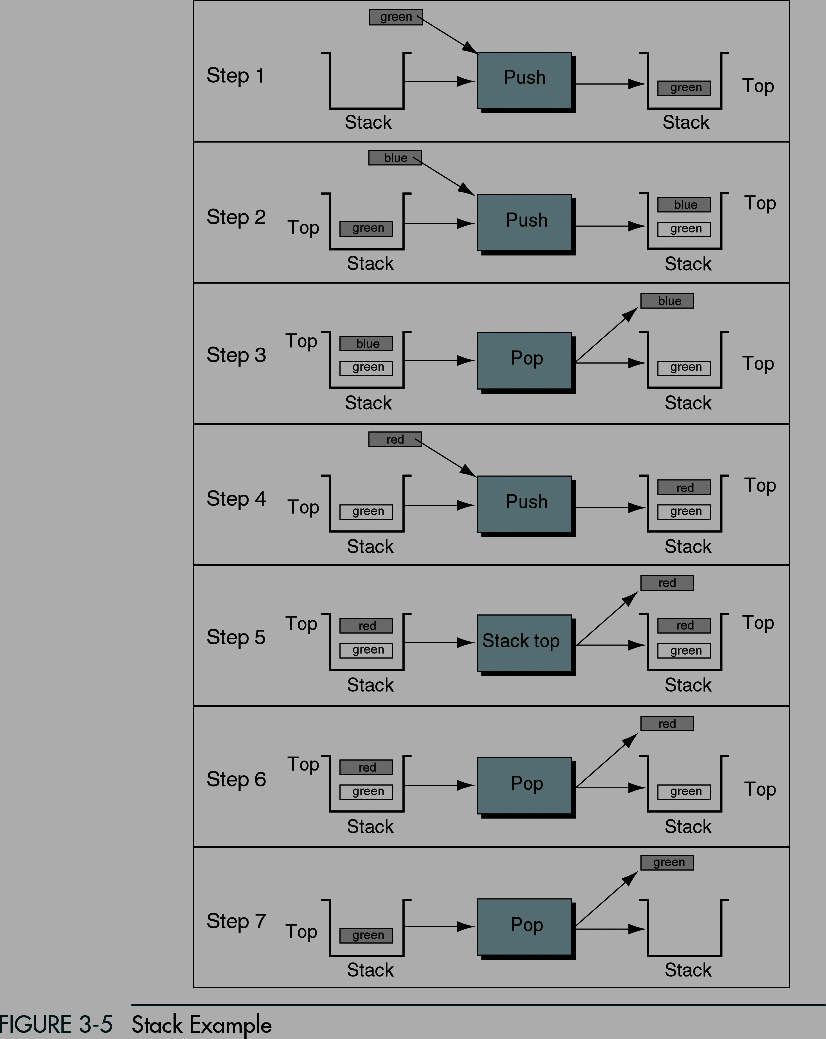 green
Step 1
Push
green
Top
Stack
Stack
blue
Step 2
Top
green
Push
blue
green
Top
Stack
Stack
blue
Step 3
Top
blue
green
Pop
green
Top
Stack
Stack
red
Step 4
Top
green
Push
red
green
Top
Stack
Stack
red
Step 5
Top
red
green
Stack top
red
green
Top
Stack
Stack
red
Step 6
Top
red
green
Pop
green
Top
Stack
Stack
green
Step 7
Top
green
Pop
Stack
Stack
FIGURE 3-5 Stack Example